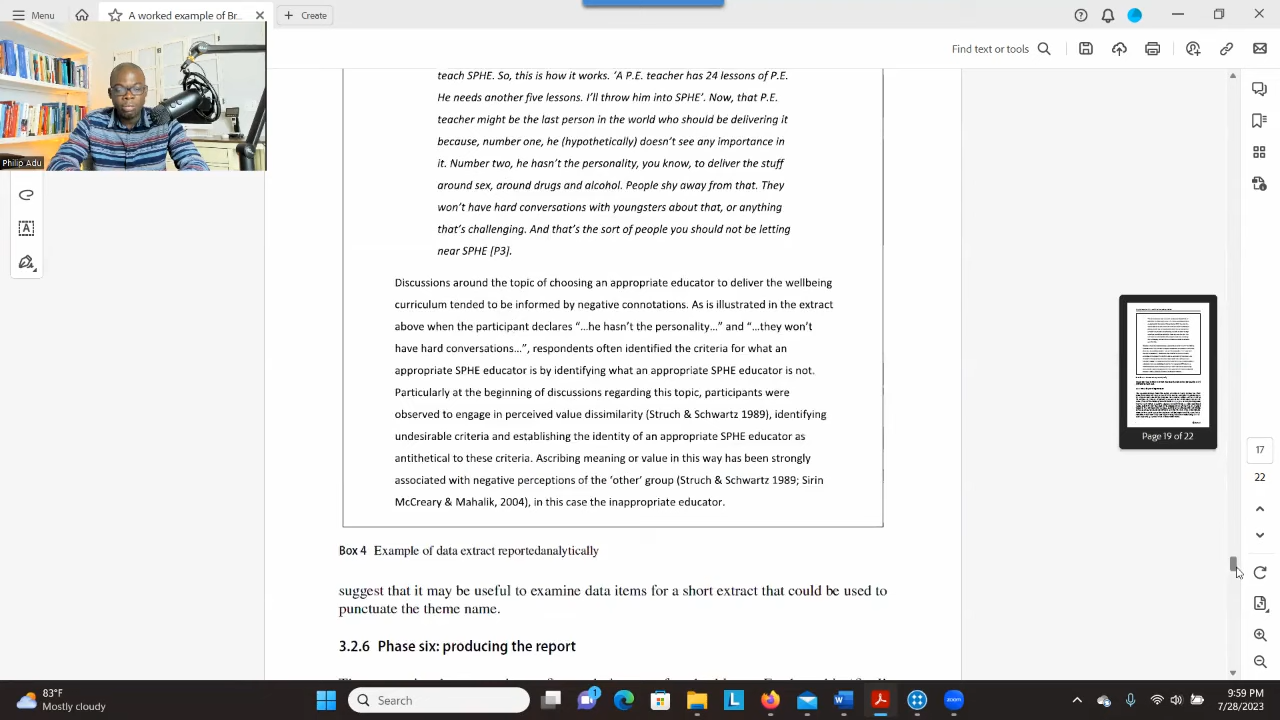 Menu
A worked example of Br...
Create
Find text or tools
Philip Adu
teach SPHE. So, this is how it works. ‘A P.E. teacher has 24 lessons of P.E.
He needs another five lessons. I’ll throw him into SPHE’. Now, that P.E.
teacher might be the last person in the world who should be delivering it
because, number one, he (hypothetically) doesn’t see any importance in
it. Number two, he hasn’t the personality, you know, to deliver the stuff
around sex, around drugs and alcohol. People shy away from that. They
won’t have hard conversations with youngsters about that, or anything
that’s challenging. And that’s the sort of people you should not be letting
near SPHE [P3].
Discussions around the topic of choosing an appropriate educator to deliver the wellbeing
curriculum tended to be informed by negative connotations. As is illustrated in the extract
above when the participant declares “…he hasn’t the personality…” and “…they won’t
have hard conversations…”, respondents often identified the criteria for what an
appropriate SPHE educator is by identifying what an appropriate SPHE educator is not.
Particularly at the beginning of discussions regarding this topic, participants were
observed to engage in perceived value dissimilarity (Struch & Schwartz 1989), identifying
undesirable criteria and establishing the identity of an appropriate SPHE educator as
antithetical to these criteria. Ascribing meaning or value in this way has been strongly
associated with negative perceptions of the ‘other’ group (Struch & Schwartz 1989; Sirin
McCreary & Mahalik, 2004), in this case the inappropriate educator.
Box 4 Example of data extract reportedanalytically
suggest that it may be useful to examine data items for a short extract that could be used to
punctuate the theme name.
3.2.6 Phase six: producing the report
Page 19 of 22
17
22
83°F
Mostly cloudy
Search
1
9:59 PM
7/28/2023